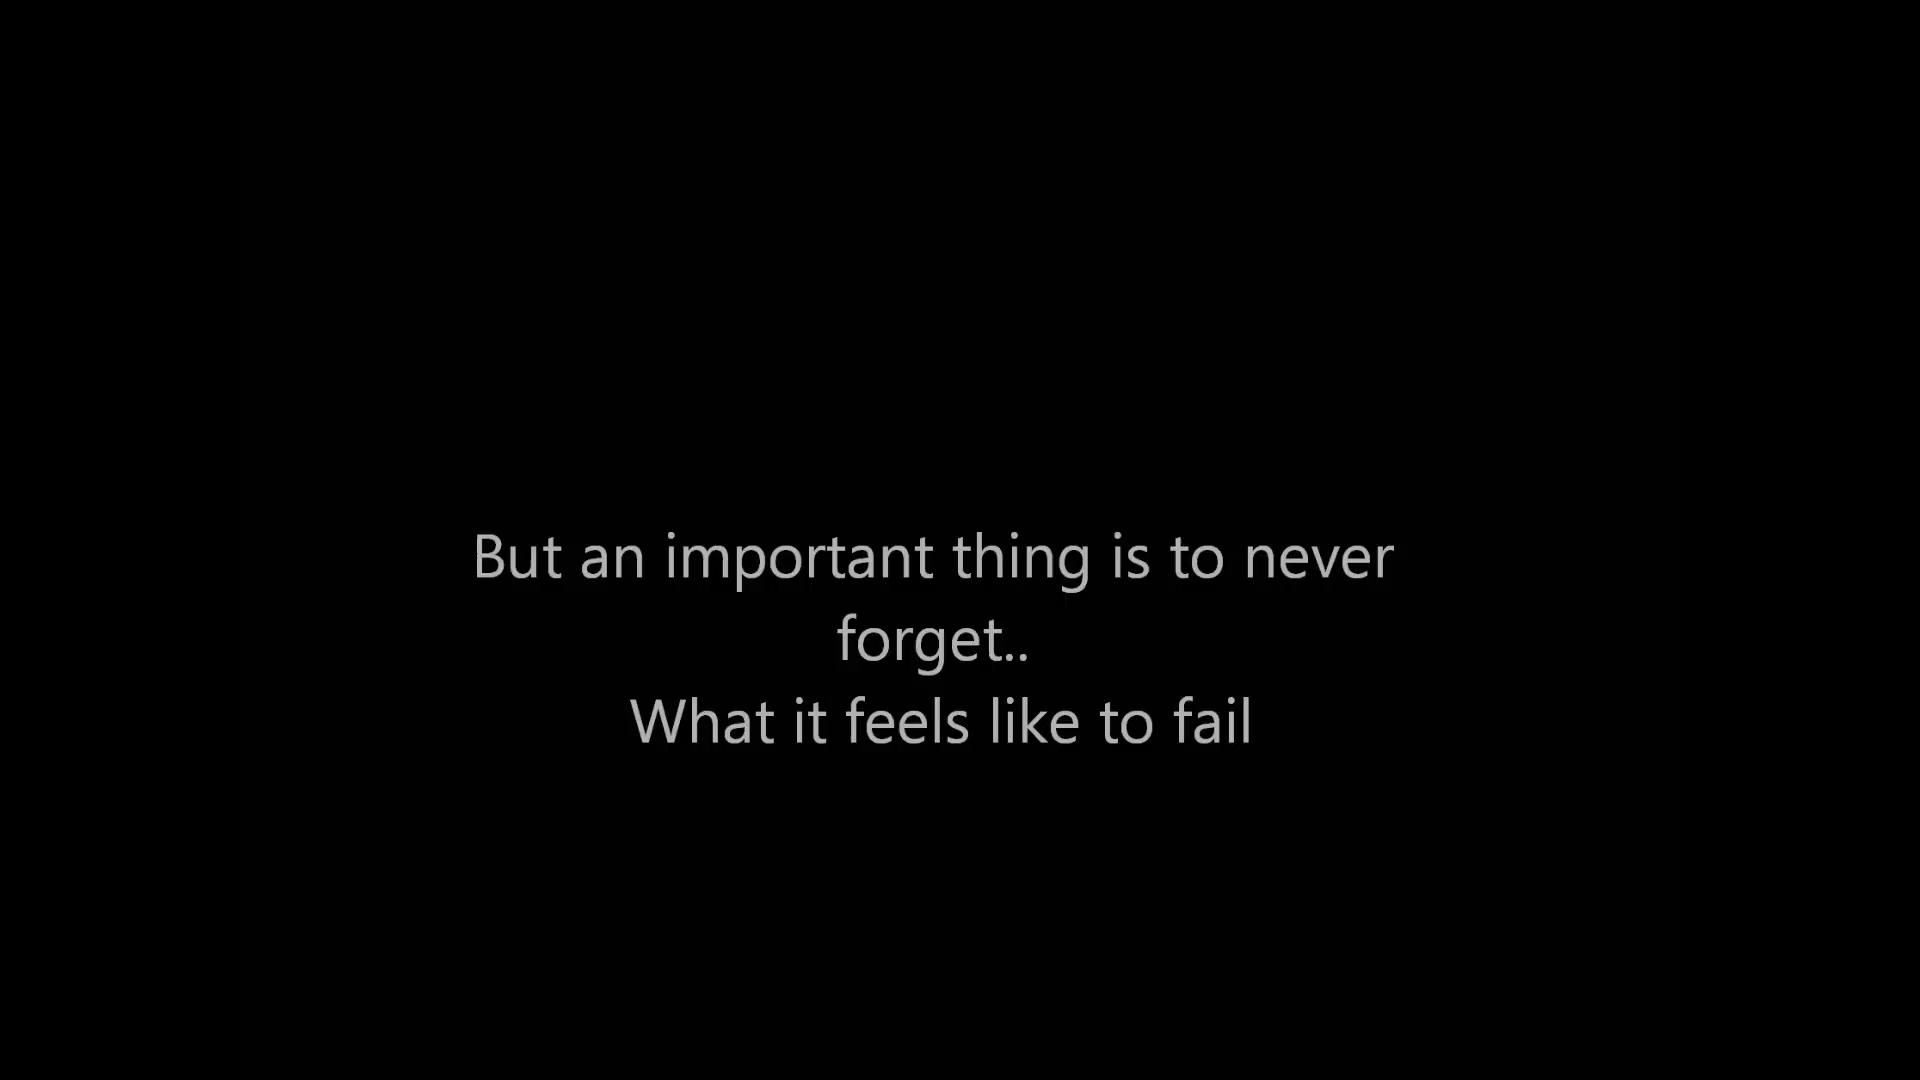 But an important thing is to never
forget..
What it feels like to fail